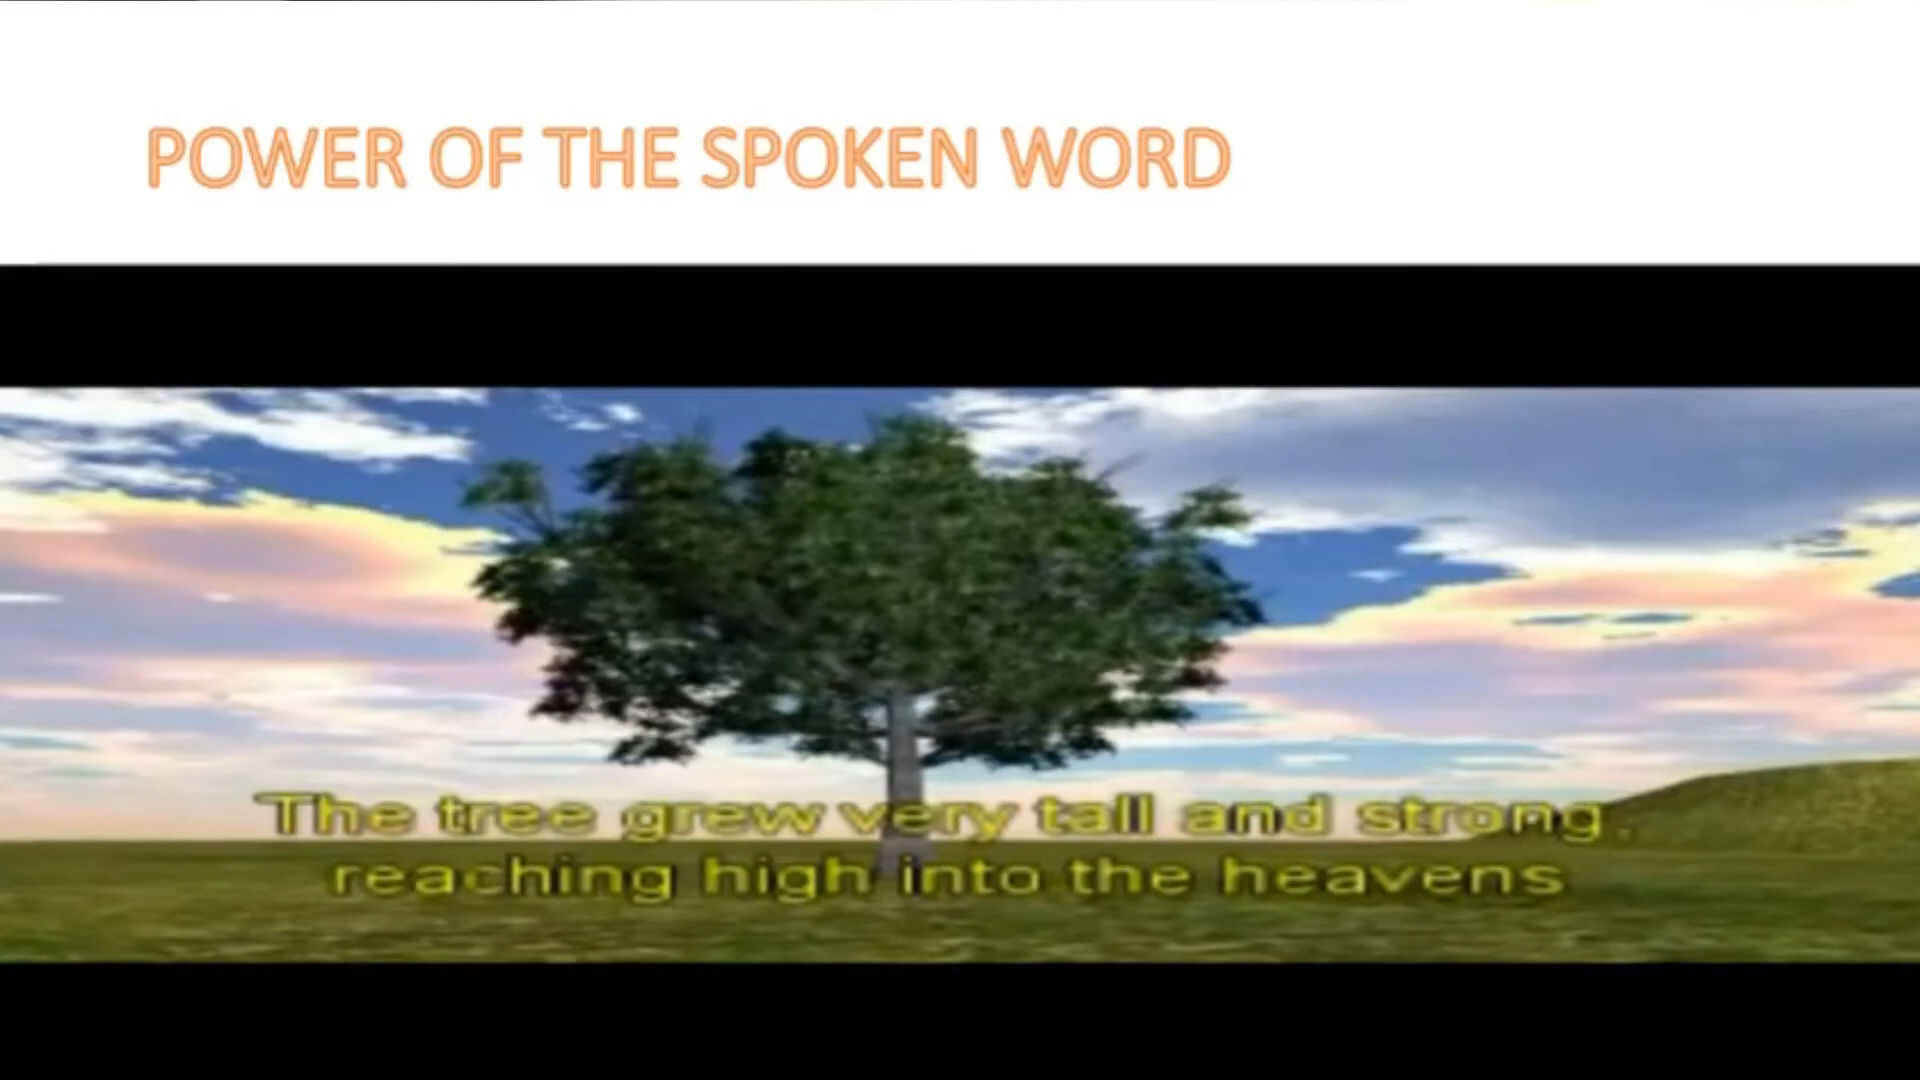 POWER OF THE SPOKEN WORD
The tree grew very tall and strong,
reaching high into the heavens